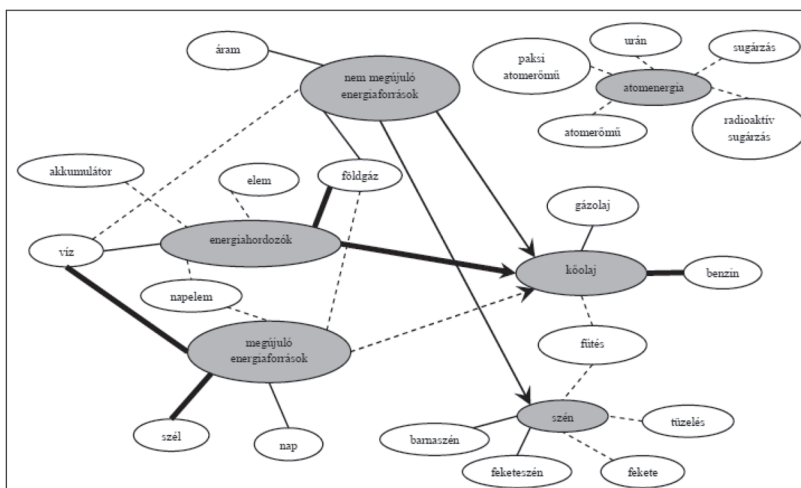 áram
nem megújuló
energiaforrások
urán
paksi
atomerőmű
sugárzás
atomenergia
atomerőmű
radioaktív
sugárzás
akkumulátor
elem
földgáz
gázolaj
víz
energiahordozók
kőolaj
benzin
napelem
megújuló
energiaforrások
fűtés
szén
tüzelés
szél
nap
barnaszén
feketeszén
fekete